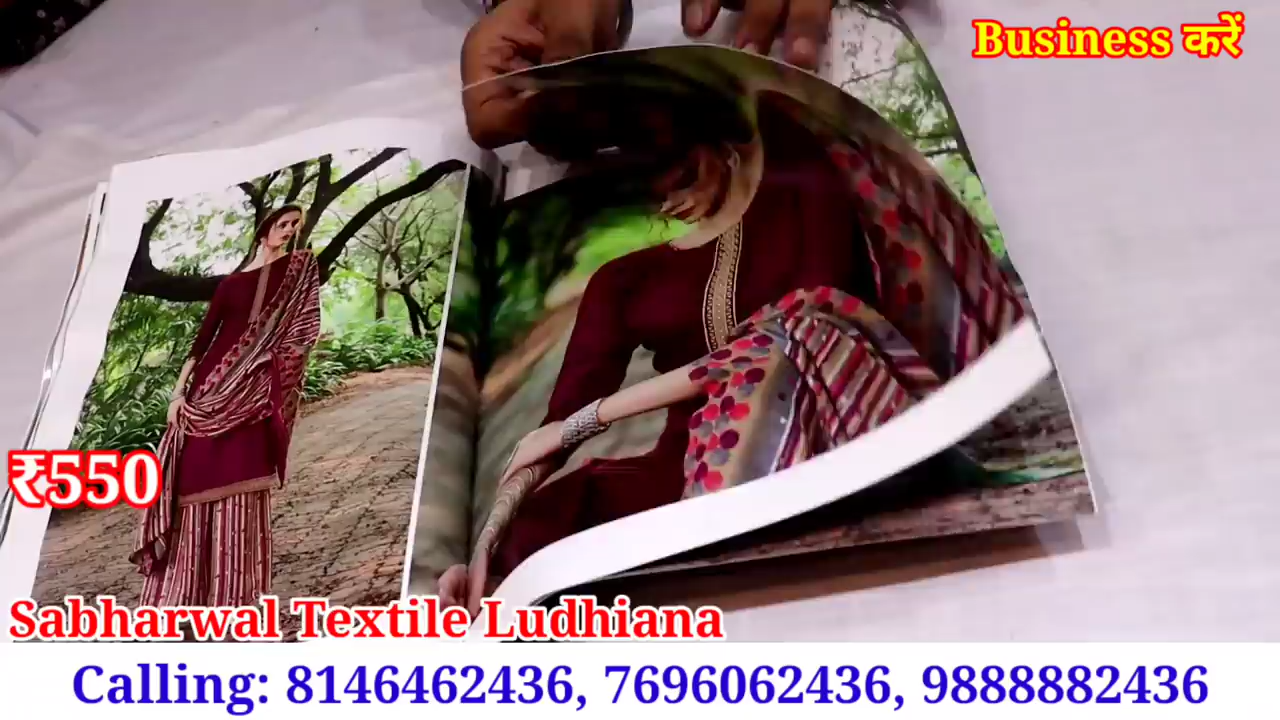 Business करें
₹550
Sabharwal Textile Ludhiana
Calling: 8146462436, 7696062436, 9888882436